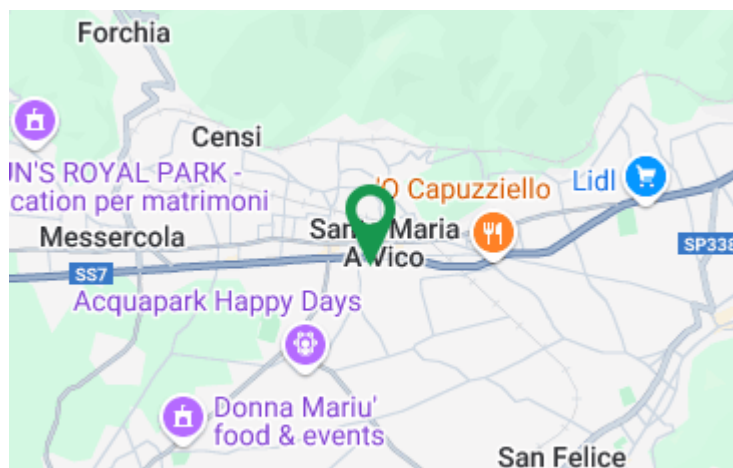 Forchia
Censi
UN'S ROYAL PARK -
cation per matrimoni
'O Capuzziello
Lidl
Messercola
Maria
A Vico
SP338
SS7
Acquapark Happy Days
Donna Mariu'
food & events
San Felice